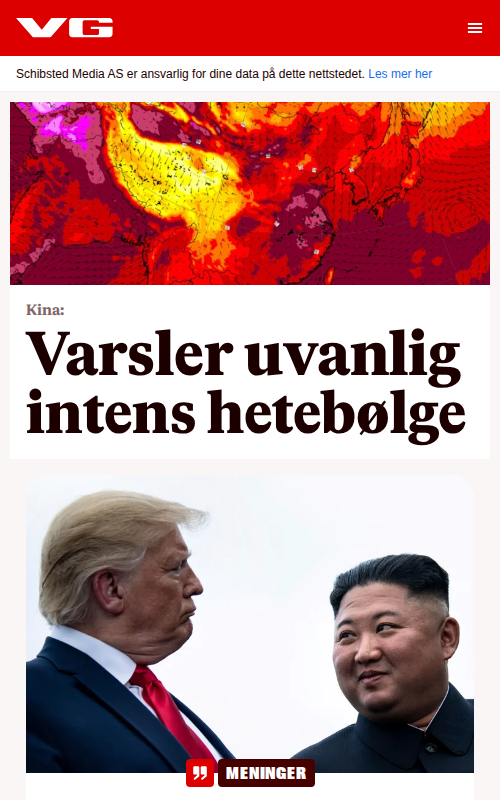 VG
Schibsted Media AS er ansvarlig for dine data på dette nettstedet. Les mer her
Kina:
Varsler uvanlig
intens hetebølge
MENINGER